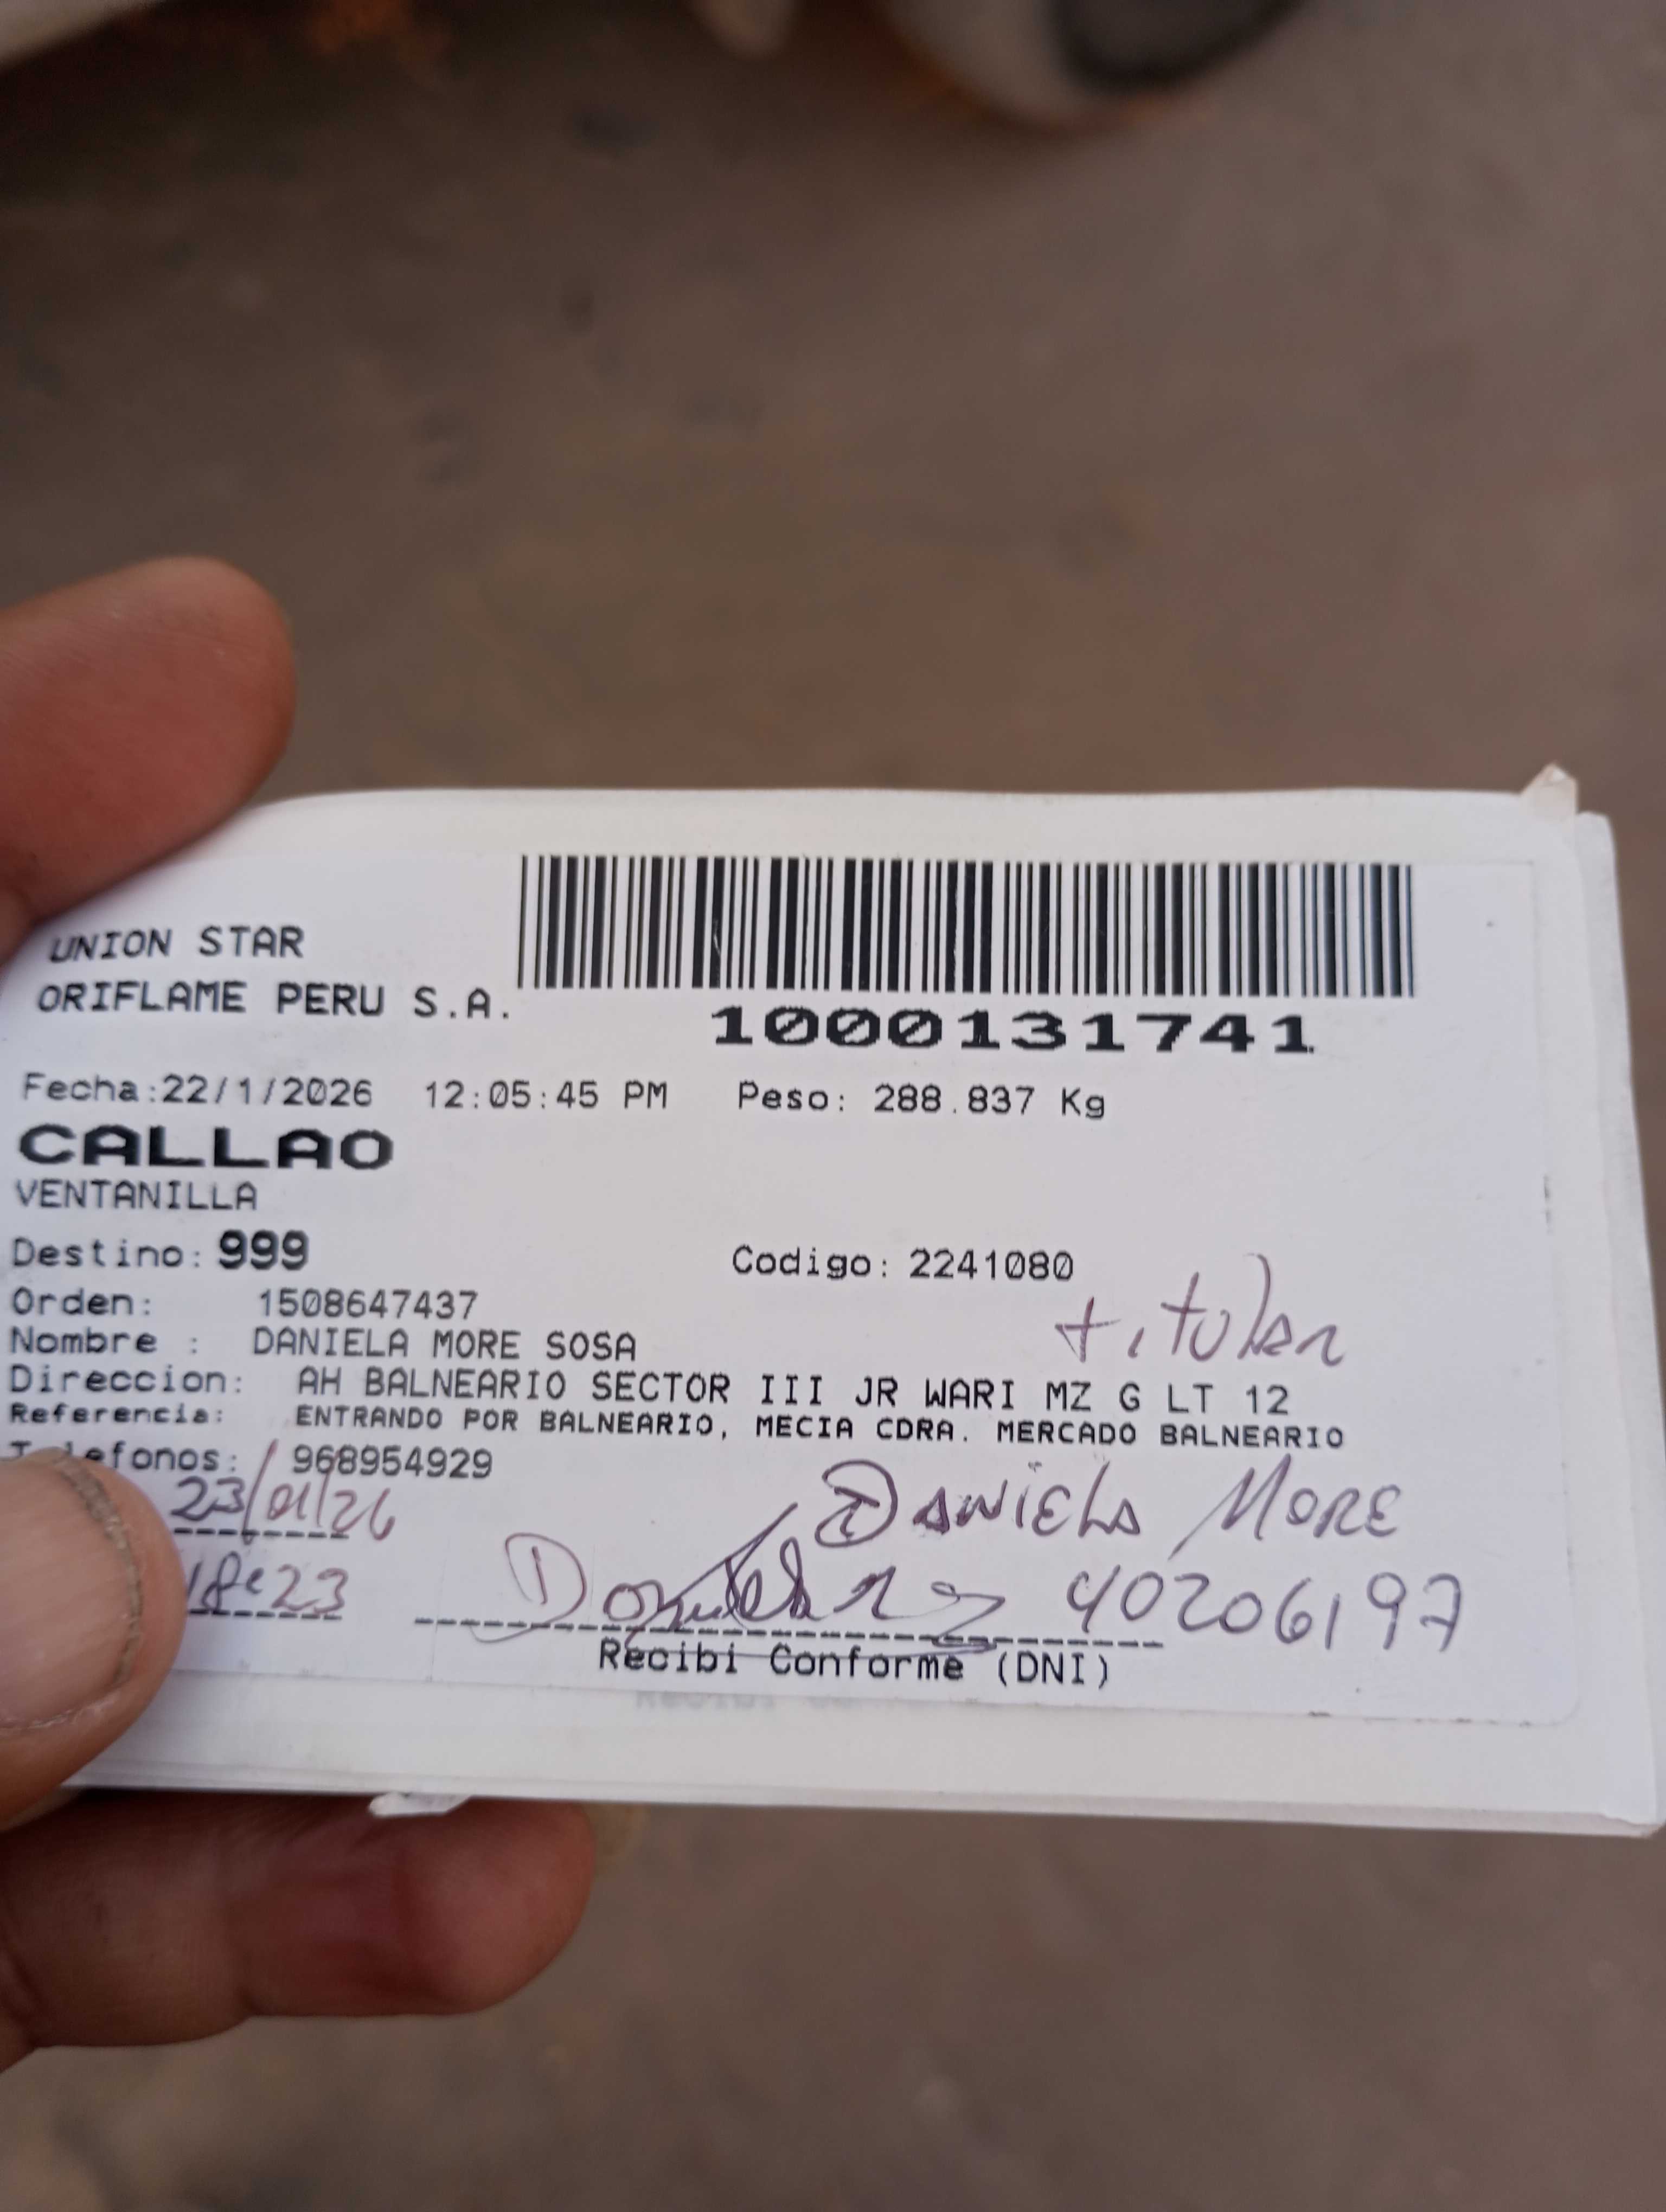 UNION STAR
ORIFLAME PERU S.A.
1000131741
Fecha:22/1/2026 12:05:45 PM Peso: 288.837 Kg
CALLAO
VENTANILLA
Destino: 999 Codigo: 2241080
Orden: 1508647437
titular
Nombre : DANIELA MORE SOSA
Direccion: AH BALNEARIO SECTOR III JR WARI MZ G LT 12
Referencia: ENTRANDO POR BALNEARIO, MECIA CDRA. MERCADO BALNEARIO
Telefonos: 968954929
23/01/26 DANIELA MORE
40206197
Recibi Conforme (DNI)